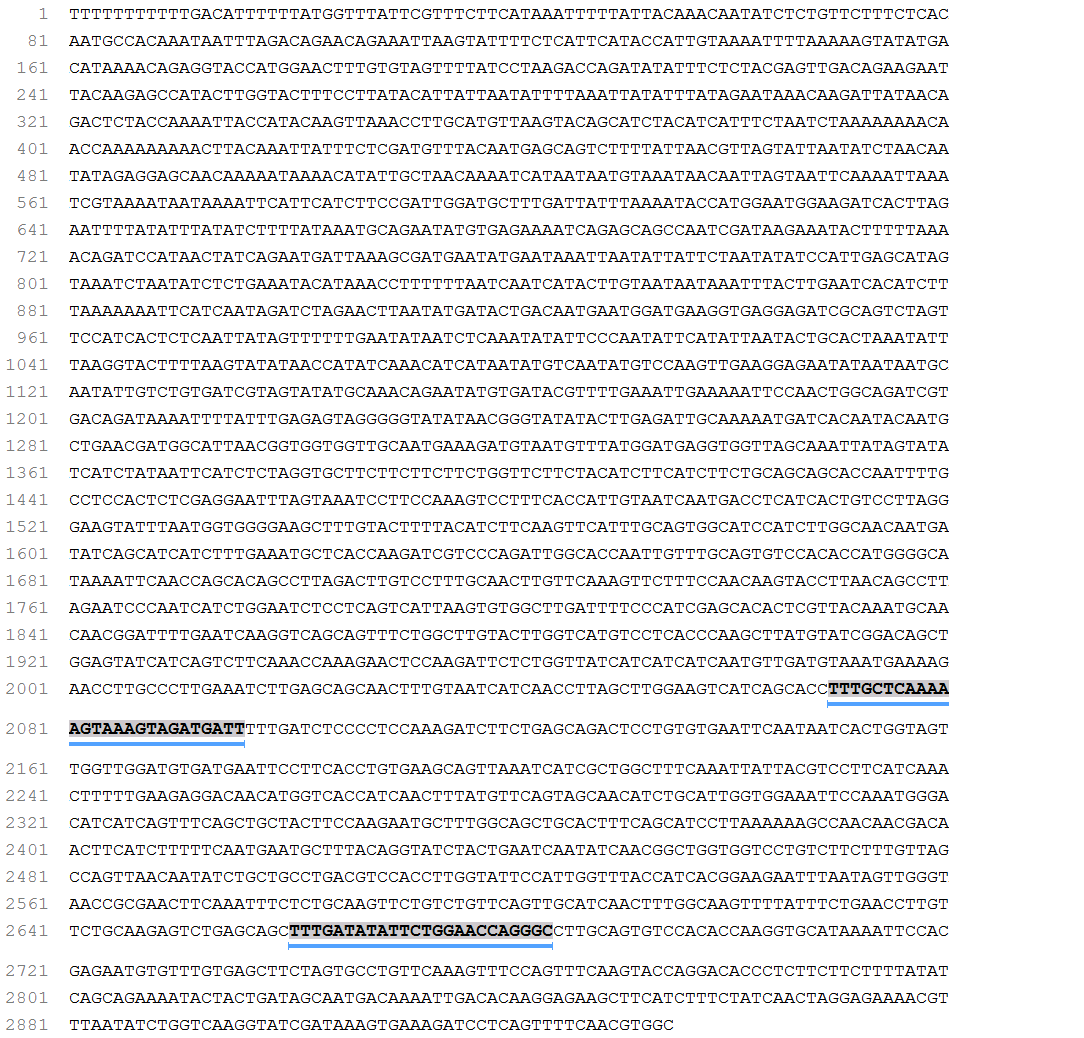 1 TTTTTTTTTTTGACATTTTTTATGGTTTATTCGTTTCTTCATAAATTTTTATTACAAACAATATCTCTGTTCTTTCTCAC
81 AATGCCACAAATAATTTAGACAGAACAGAAATTAAGTATTTTCTCATTCATACCATTGTAAAATTTTAAAAAGTATATGA
161 CATAAAACAGAGGTACCATGGAACTTTGTGTAGTTTTATCCTAAGACCAGATATATTTCTCTACGAGTTGACAGAAGAAT
241 TACAAGAGCCATACTTGGTACTTTCCTTATACATTATTAATATTTTAAATTATATTTATAGAATAAACAAGATTATAACA
321 GACTCTACCAAAATTACCATACAAGTTAAACCTTGCATGTTAAGTACAGCATCTACATCATTTCTAATCTAAAAAAAACA
401 ACCAAAAAAAAACTTACAAATTATTTCTCGATGTTTACAATGAGCAGTCTTTTATTAACGTTAGTATTAATATCTAACAA
481 TATAGAGGAGCAACAAAAATAAAACATATTGCTAACAAAATCATAATAATGTAAATAACAATTAGTAATTCAAAATTAAA
561 TCGTAAAATAATAAAATTCATTCATCTTCCGATTGGATGCTTTGATTATTTAAAATACCATGGAATGGAAGATCACTTAG
641 AATTTTATATTTATATCTTTTATAAATGCAGAATATGTGAGAAAATCAGAGCAGCCAATCGATAAGAAATACTTTTTAAA
721 ACAGATCCATAACTATCAGAATGATTAAAGCGATGAATATGAATAAATTAATATTATTCTAATATATCCATTGAGCATAG
801 TAAATCTAATATCTCTGAAATACATAAACCTTTTTTAATCAATCATACTTGTAATAATAAATTTACTTGAATCACATCTT
881 TAAAAAAATTCATCAATAGATCTAGAACTTAATATGATACTGACAATGAATGGATGAAGGTGAGGAGATCGCAGTCTAGT
961 TCCATCACTCTCAATTATAGTTTTTTGAATATAATCTCAAATATATTCCCAATATTCATATTAATACTGCACTAAATATT
1041 TAAGGTACTTTTAAGTATATAACCATATCAAACATCATAATATGTCAATATGTCCAAGTTGAAGGAGAATATAATAATGC
1121 AATATTGTCTGTGATCGTAGTATATGCAAACAGAATATGTGATACGTTTTGAAATTGAAAAATTCCAACTGGCAGATCGT
1201 GACAGATAAAATTTTATTTGAGAGTAGGGGGTATATAACGGGTATATACTTGAGATTGCAAAAATGATCACAATACAATG
1281 CTGAACGATGGCATTAACGGTGGTGGTTGCAATGAAAGATGTAATGTTTATGGATGAGGTGGTTAGCAAATTATAGTATA
1361 TCATCTATAATTCATCTCTAGGTGCTTCTTCTTCTTCTGGTTCTTCTACATCTTCATCTTCTGCAGCAGCACCAATTTTG
1441 CCTCCACTCTCGAGGAATTTAGTAAATCCTTCCAAAGTCCTTTCACCATTGTAATCAATGACCTCATCACTGTCCTTAGG
1521 GAAGTATTTAATGGTGGGGAAGCTTTGTACTTTTACATCTTCAAGTTCATTTGCAGTGGCATCCATCTTGGCAACAATGA
1601 TATCAGCATCATCTTTGAAATGCTCACCAAGATCGTCCCAGATTGGCACCAATTGTTTGCAGTGTCCACACCATGGGGCA
1681 TAAAATTCAACCAGCACAGCCTTAGACTTGTCCTTTGCAACTTGTTCAAAGTTCTTTCCAACAAGTACCTTAACAGCCTT
1761 AGAATCCCAATCATCTGGAATCTCCTCAGTCATTAAGTGTGGCTTGATTTTCCCATCGAGCACACTCGTTACAAATGCAA
1841 CAACGGATTTTGAATCAAGGTCAGCAGTTTCTGGCTTGTACTTGGTCATGTCCTCACCCAAGCTTATGTATCGGACAGCT
1921 GGAGTATCATCAGTCTTCAAACCAAAGAACTCCAAGATTCTCTGGTTATCATCATCATCAATGTTGATGTAAATGAAAAG
2001 AACCTTGCCCTTGAAATCTTGAGCAGCAACTTTGTAATCATCAACCTTAGCTTGGAAGTCATCAGCACCTTTGCTCAAAA
2081 AGTAAAGTAGATGATTTTTGATCTCCCCTCCAAAGATCTTCTGAGCAGACTCCTGTGTGAATTCAATAATCACTGGTAGT
2161 TGGTTGGATGTGATGAATTCCTTCACCTGTGAAGCAGTTAAATCATCGCTGGCTTTCAAATTATTACGTCCTTCATCAAA
2241 CTTTTTGAAGAGGACAACATGGTCACCATCAACTTTATGTTCAGTAGCAACATCTGCATTGGTGGAAATTCCAAATGGGA
2321 CATCATCAGTTTCAGCTGCTACTTCCAAGAATGCTTTGGCAGCTGCACTTTCAGCATCCTTAAAAAAGCCAACAACGACA
2401 ACTTCATCTTTTTCAATGAATGCTTTACAGGTATCTACTGAATCAATATCAACGGCTGGTGGTCCTGTCTTCTTTGTTAG
2481 CCAGTTAACAATATCTGCTGCCTGACGTCCACCTTGGTATTCCATTGGTTTACCATCACGGAAGAATTTAATAGTTGGGT
2561 AACCGCGAACTTCAAATTTCTCTGCAAGTTCTGTCTGTTCAGTTGCATCAACTTTGGCAAGTTTTATTTCTGAACCTTGT
2641 TCTGCAAGAGTCTGAGCAGCTTTGATATATTCTGGAACCAGGGCCTTGCAGTGTCCACACCAAGGTGCATAAAATTCCAC
2721 GAGAATGTGTTTGTGAGCTTCTAGTGCCTGTTCAAAGTTTCCAGTTTCAAGTACCAGGACACCCTCTTCTTCTTTTATAT
2801 CAGCAGAAAATACTACTGATAGCAATGACAAAATTGACACAAGGAGAAGCTTCATCTTTCTATCAACTAGGAGAAAACGT
2881 TTAATATCTGGTCAAGGTATCGATAAAGTGAAAGATCCTCAGTTTTCAACGTGGC